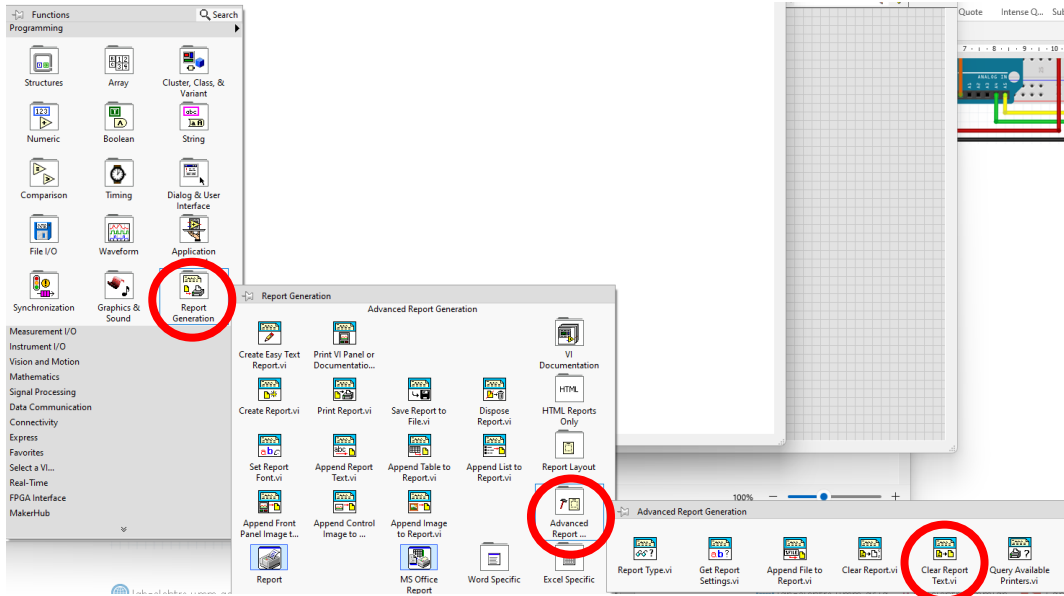 Functions
Search
Programming
Structures
Array
Cluster, Class, &
Variant
Numeric
Boolean
String
Comparison
Timing
Dialog & User
Interface
File I/O
Waveform
Application
Synchronization
Graphics &
Sound
Report
Generation
Measurement I/O
Instrument I/O
Vision and Motion
Mathematics
Signal Processing
Data Communication
Connectivity
Express
Favorites
Select a VI...
Real-Time
FPGA Interface
MakerHub
Report Generation
Advanced Report Generation
Create Easy Text
Report.vi
Print VI Panel or
Documentatio...
VI
Documentation
Create Report.vi
Print Report.vi
Save Report to
File.vi
Dispose
Report.vi
HTML
HTML Reports
Only
Set Report
Font.vi
Append Report
Text.vi
Append Table to
Report.vi
Append List to
Report.vi
Report Layout
Append Front
Panel Image t...
Append Control
Image to ...
Append Image
to Report.vi
Advanced
Report ...
Report
MS Office
Report
Word Specific
Excel Specific
Advanced Report Generation
Report Type.vi
Get Report
Settings.vi
Append File to
Report.vi
Clear Report.vi
Clear Report
Text.vi
Query Available
Printers.vi
Quote
Intense Q...
7 · 8 · 9 · 10
ANALOG IN
100%